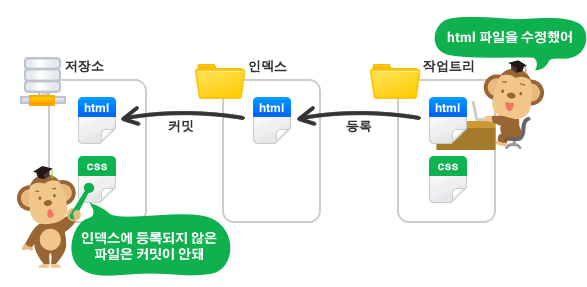 html 파일을 수정했어
저장소
인덱스
작업트리
html
html
html
커밋
등록
css
css
인덱스에 등록되지 않은
파일은 커밋이 안돼